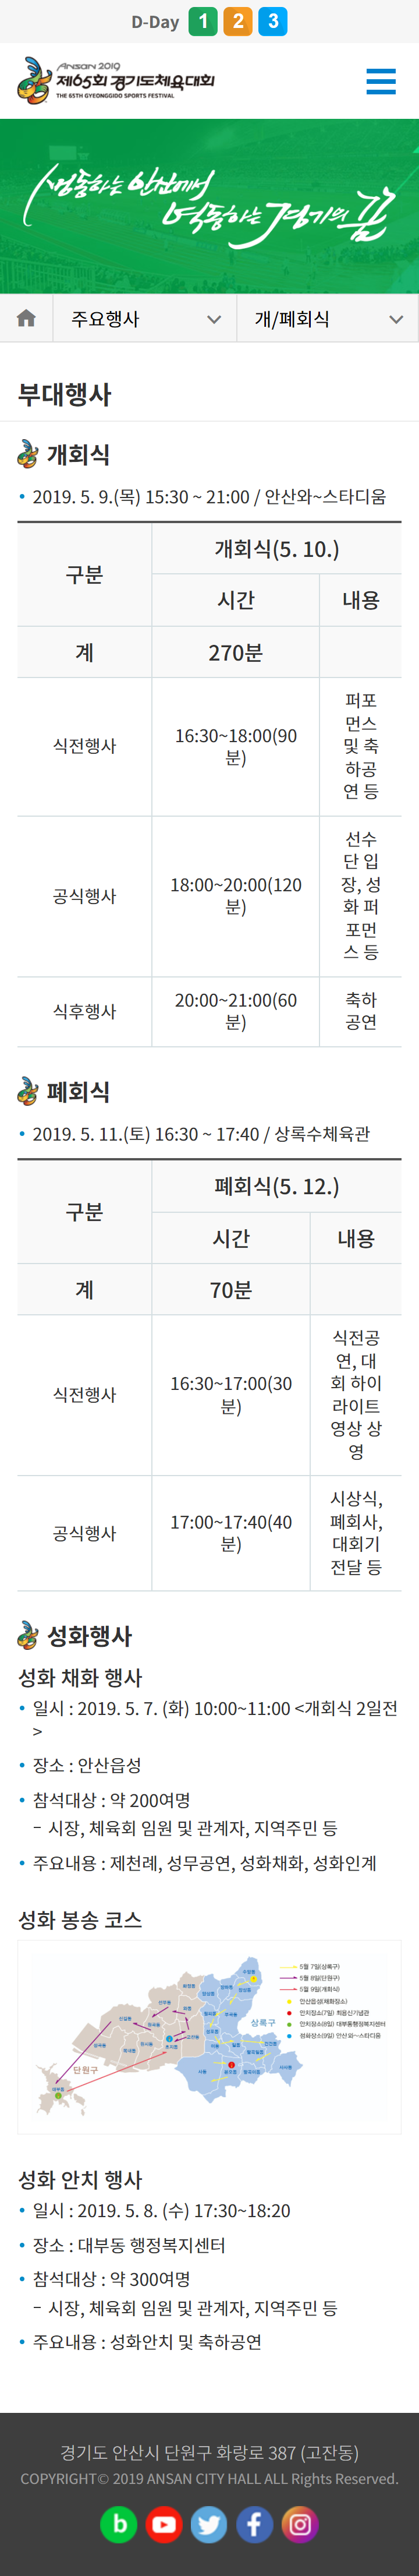 D-Day 1 2 3
ANSAN 2019
제65회 경기도체육대회
THE 65TH GYEONGGIDO SPORTS FESTIVAL
생동하는 안산에서
역동하는 경기의 꿈
주요행사
개/폐회식
부대행사
개회식
2019. 5. 9.(목) 15:30 ~ 21:00 / 안산와~스타디움
구분
개회식(5. 10.)
시간
내용
계
270분
식전행사
16:30~18:00(90
분)
퍼포
먼스
및 축
하공
연 등
공식행사
18:00~20:00(120
분)
선수
단 입
장, 성
화 퍼
포먼
스 등
식후행사
20:00~21:00(60
분)
축하
공연
폐회식
2019. 5. 11.(토) 16:30 ~ 17:40 / 상록수체육관
구분
폐회식(5. 12.)
시간
내용
계
70분
식전행사
16:30~17:00(30
분)
식전공
연, 대
회 하이
라이트
영상 상
영
공식행사
17:00~17:40(40
분)
시상식,
폐회사,
대회기
전달 등
성화행사
성화 채화 행사
일시 : 2019. 5. 7. (화) 10:00~11:00 <개회식 2일전
>
장소 : 안산읍성
참석대상 : 약 200여명
- 시장, 체육회 임원 및 관계자, 지역주민 등
주요내용 : 제천례, 성무공연, 성화채화, 성화인계
성화 봉송 코스
5월 7일(상록구)
5월 8일(단원구)
5월 9일(개회식)
안산읍성(채화장소)
안치장소(7일) 최용신기념관
안치장소(8일) 대부동행정복지센터
성화장소(9일) 안산 와~스타디움
상록구
단원구
대부동
성화 안치 행사
일시 : 2019. 5. 8. (수) 17:30~18:20
장소 : 대부동 행정복지센터
참석대상 : 약 300여명
- 시장, 체육회 임원 및 관계자, 지역주민 등
주요내용 : 성화안치 및 축하공연
경기도 안산시 단원구 화랑로 387 (고잔동)
COPYRIGHT© 2019 ANSAN CITY HALL ALL Rights Reserved.
b